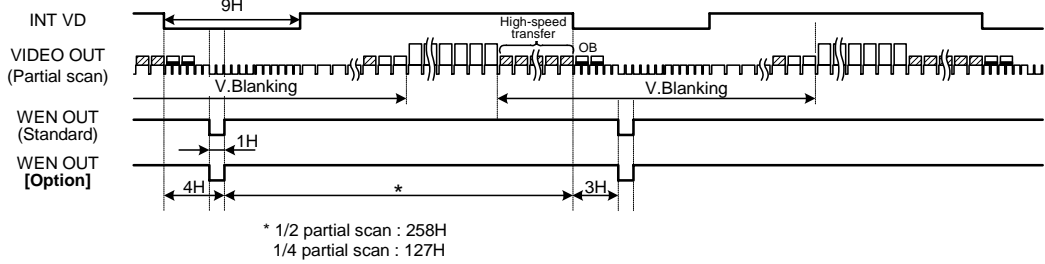 9H
INT VD
High-speed
transfer
VIDEO OUT
(Partial scan)
OB
V.Blanking
V.Blanking
WEN OUT
(Standard)
1H
WEN OUT
[Option]
4H
*
3H
* 1/2 partial scan : 258H
1/4 partial scan : 127H